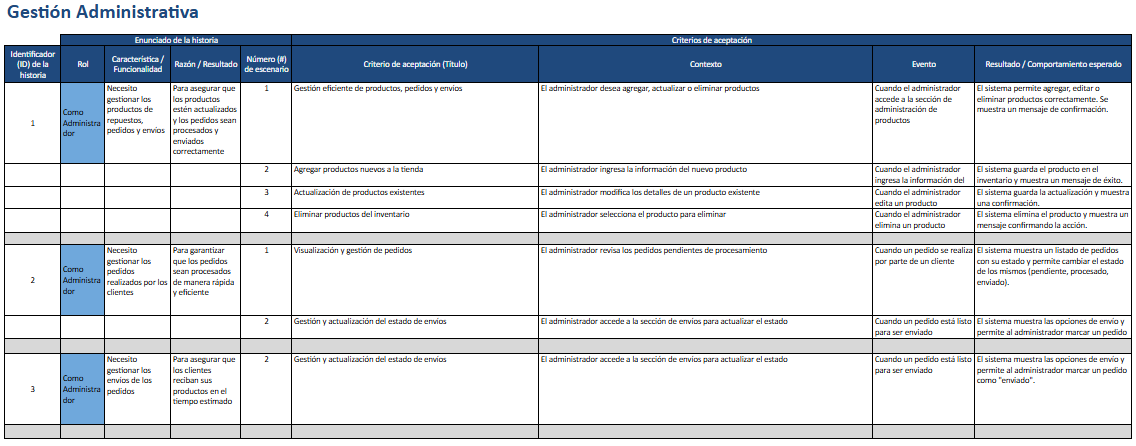 Gestión Administrativa
Enunciado de la historia
Criterios de aceptación
Identificador
(ID) de la
historia
Rol
Característica /
Funcionalidad
Razón / Resultado
Número (#)
de escenario
Criterio de aceptación (Título)
Contexto
Evento
Resultado / Comportamiento esperado
1
Como
Administra
dor
Necesito
gestionar los
productos de
repuestos,
pedidos y envíos
Para asegurar que
los productos
estén actualizados
y los pedidos sean
procesados y
enviados
correctamente
1
Gestión eficiente de productos, pedidos y envíos
El administrador desea agregar, actualizar o eliminar productos
Cuando el administrador
accede a la sección de
administración de
productos
El sistema permite agregar, editar o
eliminar productos correctamente. Se
muestra un mensaje de confirmación.
2
Agregar productos nuevos a la tienda
El administrador ingresa la información del nuevo producto
Cuando el administrador
ingresa la información del
El sistema guarda el producto en el
inventario y muestra un mensaje de éxito.
3
Actualización de productos existentes
El administrador modifica los detalles de un producto existente
Cuando el administrador
edita un producto
El sistema guarda la actualización y muestra
una confirmación.
4
Eliminar productos del inventario
El administrador selecciona el producto para eliminar
Cuando el administrador
elimina un producto
El sistema elimina el producto y muestra un
mensaje confirmando la acción.
2
Como
Administra
dor
Necesito
gestionar los
pedidos
realizados por los
clientes
Para garantizar
que los pedidos
sean procesados
de manera rápida
y eficiente
1
Visualización y gestión de pedidos
El administrador revisa los pedidos pendientes de procesamiento
Cuando un pedido se realiza
por parte de un cliente
El sistema muestra un listado de pedidos
con su estado y permite cambiar el estado
de los mismos (pendiente, procesado,
enviado).
2
Gestión y actualización del estado de envíos
El administrador accede a la sección de envíos para actualizar el estado
Cuando un pedido está listo
para ser enviado
El sistema muestra las opciones de envío y
permite al administrador marcar un pedido
3
Como
Administra
dor
Necesito
gestionar los
envíos de los
pedidos
Para asegurar que
los clientes
reciban sus
productos en el
tiempo estimado
2
Gestión y actualización del estado de envíos
El administrador accede a la sección de envíos para actualizar el estado
Cuando un pedido está listo
para ser enviado
El sistema muestra las opciones de envío y
permite al administrador marcar un pedido
como "enviado".